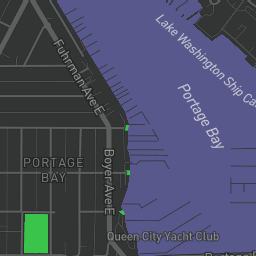 Lake Washington Ship Ca
Fuhrman Ave E
Portage Bay
PORTAGE
BAY
Boyer Ave E
Queen City Yacht Club